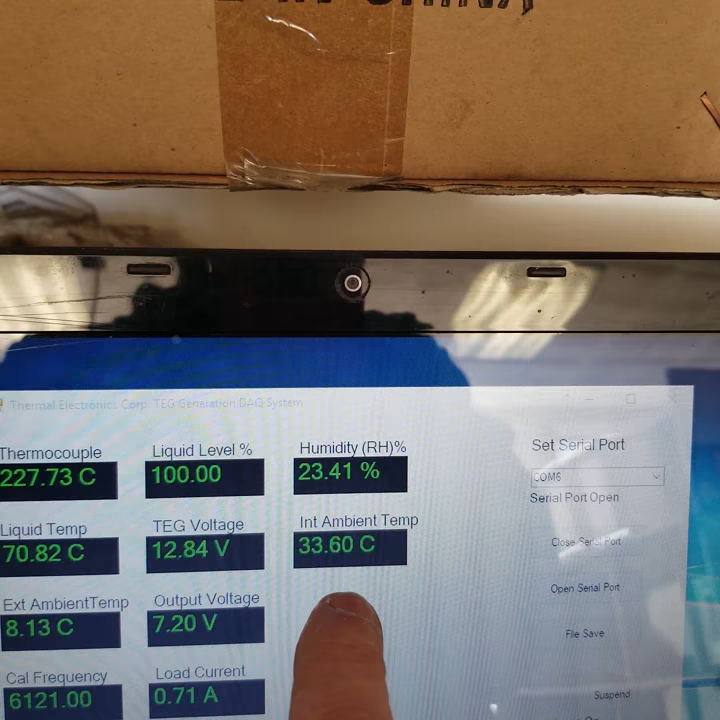 CHINA
Thermal Electronics Corp. TEG Generation DAQ System
Thermocouple
227.73 C
Liquid Level %
100.00
Humidity (RH)%
23.41 %
Set Serial Port
COM6
Serial Port Open
Liquid Temp
70.82 C
TEG Voltage
12.84 V
Int Ambient Temp
33.60 C
Close Serial Port
Ext AmbientTemp
8.13 C
Output Voltage
7.20 V
Open Serial Port
File Save
Cal Frequency
6121.00
Load Current
0.71 A
Suspend